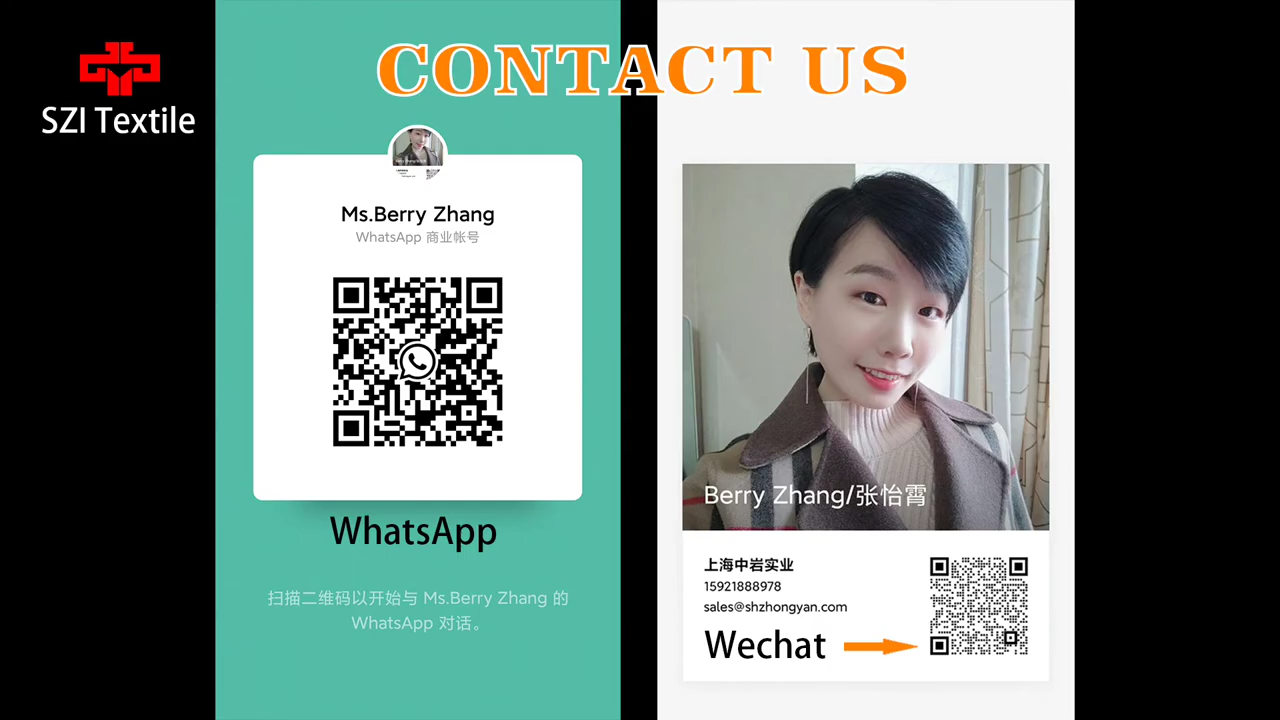 CONTACT US
SZI Textile
Ms.Berry Zhang
WhatsApp 商业帐号
WhatsApp
扫描二维码以开始与 Ms.Berry Zhang 的
WhatsApp 对话。
Berry Zhang/张怡霄
上海中岩实业
15921888978
sales@shzhongyan.com
Wechat